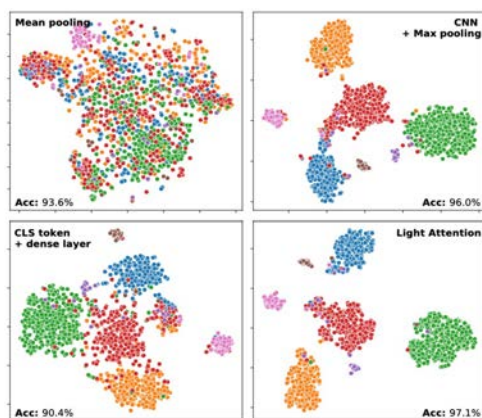 Mean pooling
Acc: 93.6%
CNN
+ Max pooling
Acc: 96.0%
CLS token
+ dense layer
Acc: 90.4%
Light Attention
Acc: 97.1%